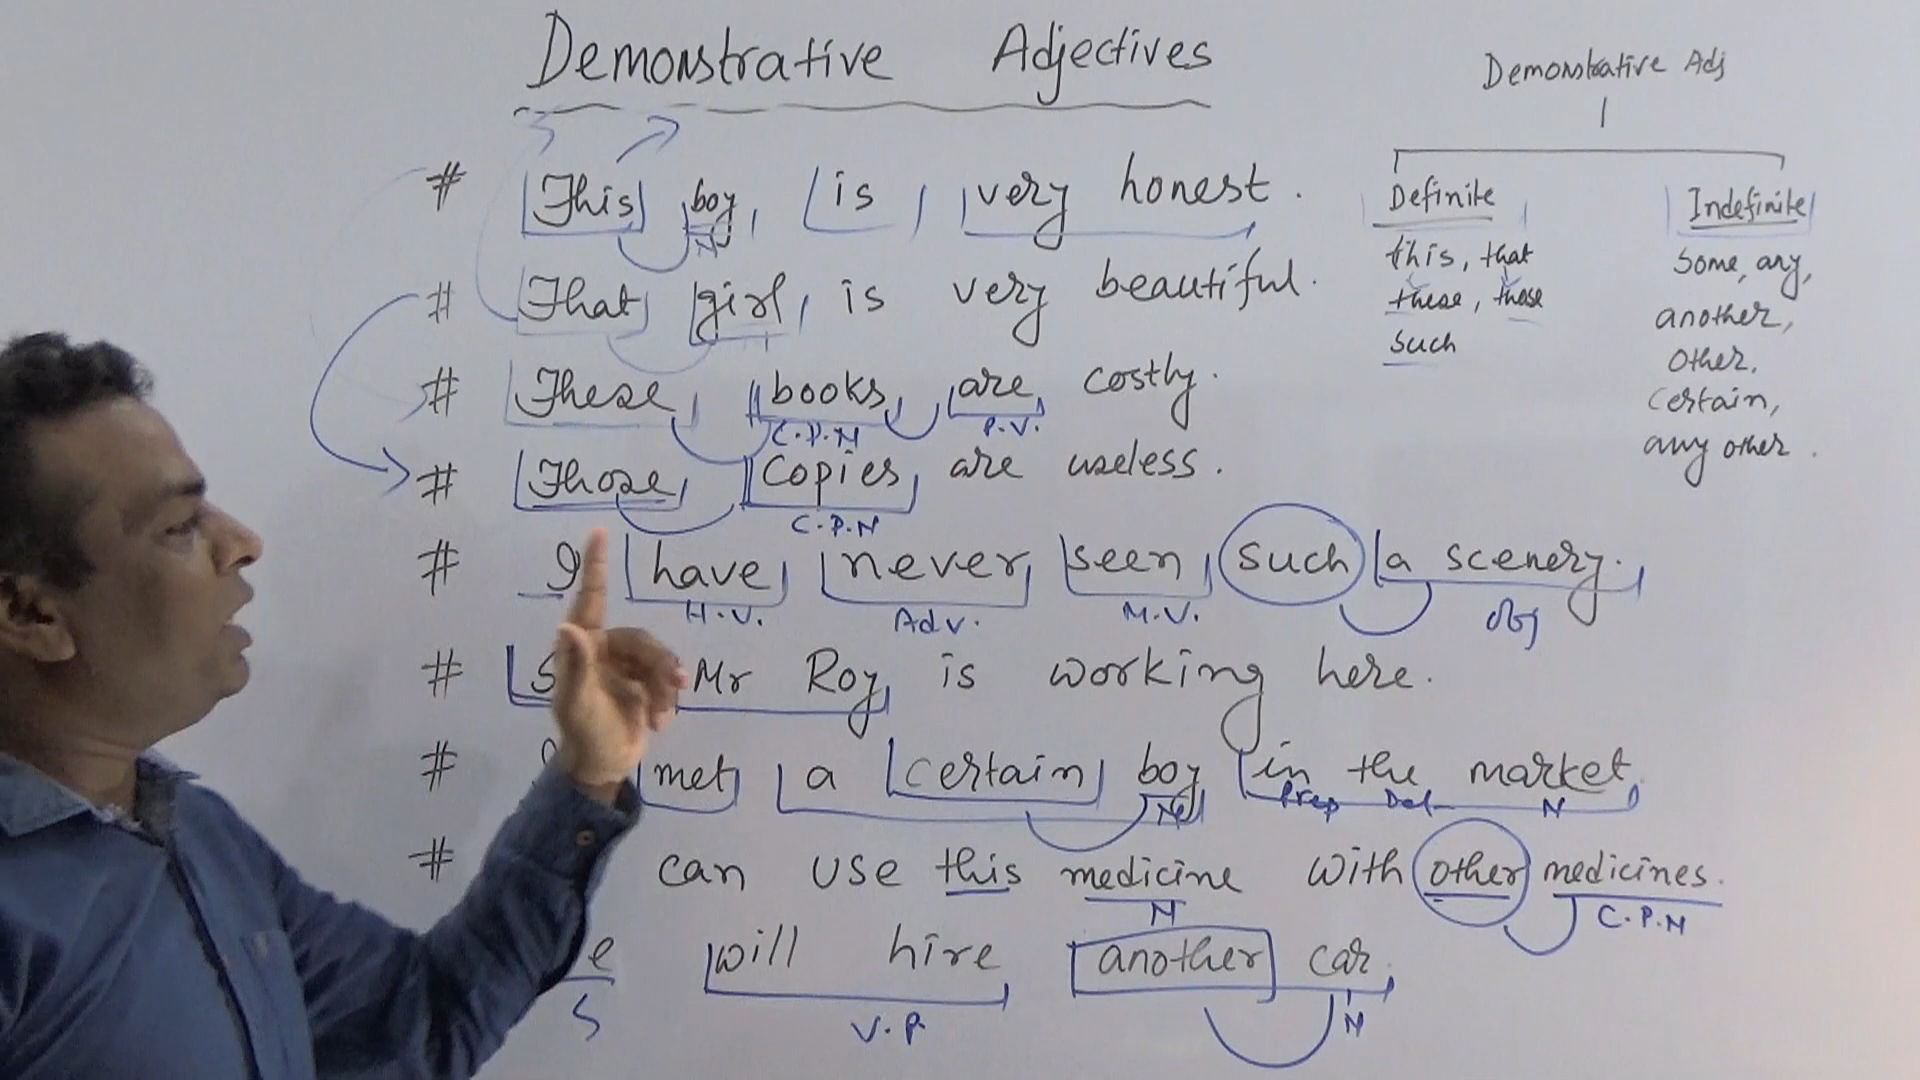 Demonstrative Adjectives
# This boy is very honest.
N
# That girl is very beautiful.
# These books are costly.
C.P.N P.V.
# Those copies are useless.
C.P.N
# I have never seen such a scenery.
H.V. Adv. M.V. obj
# Mr Roy is working here.
# met a certain boy in the market
N Prep Det N
# can use this medicine with other medicines.
N C.P.N
will hire another car.
S V.P N
Demonstrative Adj
Definite
this, that
these, those
such
Indefinite
some, any,
another,
other,
certain,
any other.